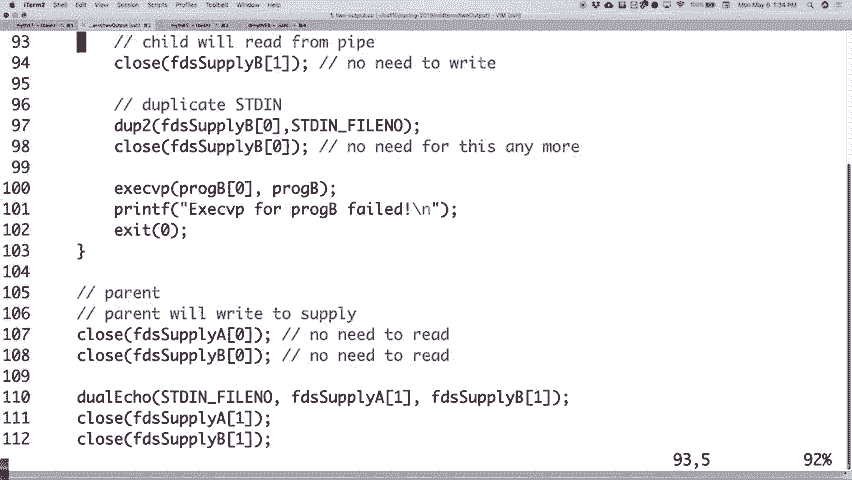 iTerm2 Shell Edit View Session Scripts Profiles Toolbelt Window Help 100% Mon May 6 1:34 PM
93 // child will read from pipe
94 close(fdsSupplyB[1]); // no need to write
95
96 // duplicate STDIN
97 dup2(fdsSupplyB[0],STDIN_FILENO);
98 close(fdsSupplyB[0]); // no need for this any more
99
100 execvp(progB[0], progB);
101 printf("Execvp for progB failed!\n");
102 exit(0);
103 }
104
105 // parent
106 // parent will write to supply
107 close(fdsSupplyA[0]); // no need to read
108 close(fdsSupplyB[0]); // no need to read
109
110 dualEcho(STDIN_FILENO, fdsSupplyA[1], fdsSupplyB[1]);
111 close(fdsSupplyA[1]);
112 close(fdsSupplyB[1]);
93,5 92%